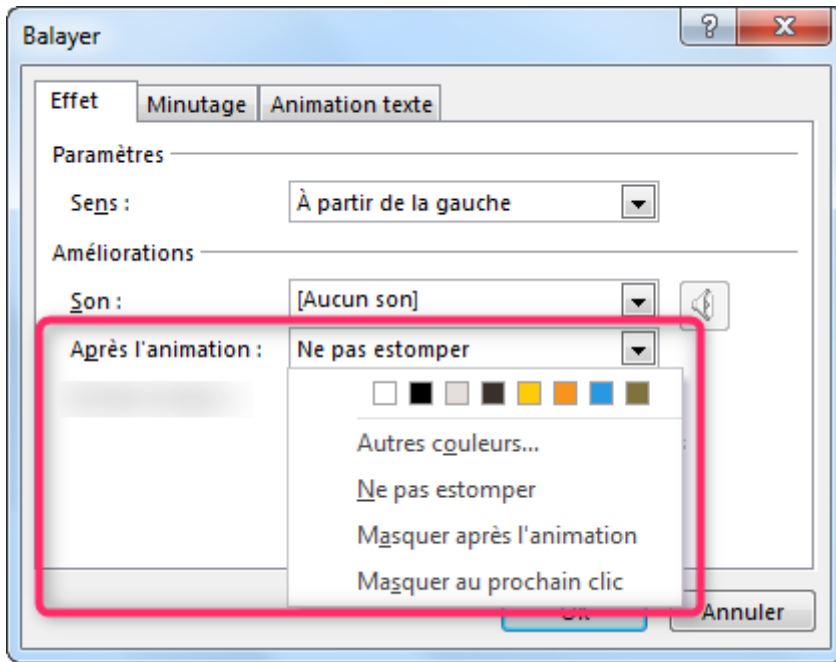 Balayer
Effet Minutage Animation texte
Paramètres
Sens : À partir de la gauche
Améliorations
Son : [Aucun son]
Après l'animation : Ne pas estomper
Autres couleurs...
Ne pas estomper
Masquer après l'animation
Masquer au prochain clic
Annuler